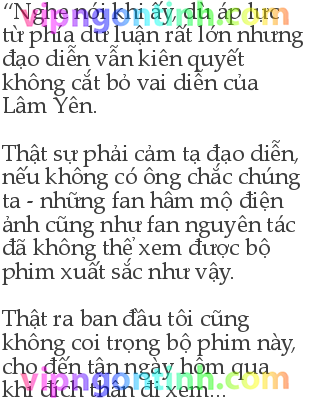 “Nghe nói khi ấy, dù áp lực
từ phía dư luận rất lớn nhưng
đạo diễn vẫn kiên quyết
không cắt bỏ vai diễn của
Lâm Yên.
Thật sự phải cảm tạ đạo diễn,
nếu không có ông chắc chúng
ta - những fan hâm mộ điện
ảnh cũng như fan nguyên tác
đã không thể xem được bộ
phim xuất sắc như vậy.
Thật ra ban đầu tôi cũng
không coi trọng bộ phim này,
cho đến tận ngày hôm qua
khi đích thân đi xem...
vipngontinh.com
vipngontinh.com